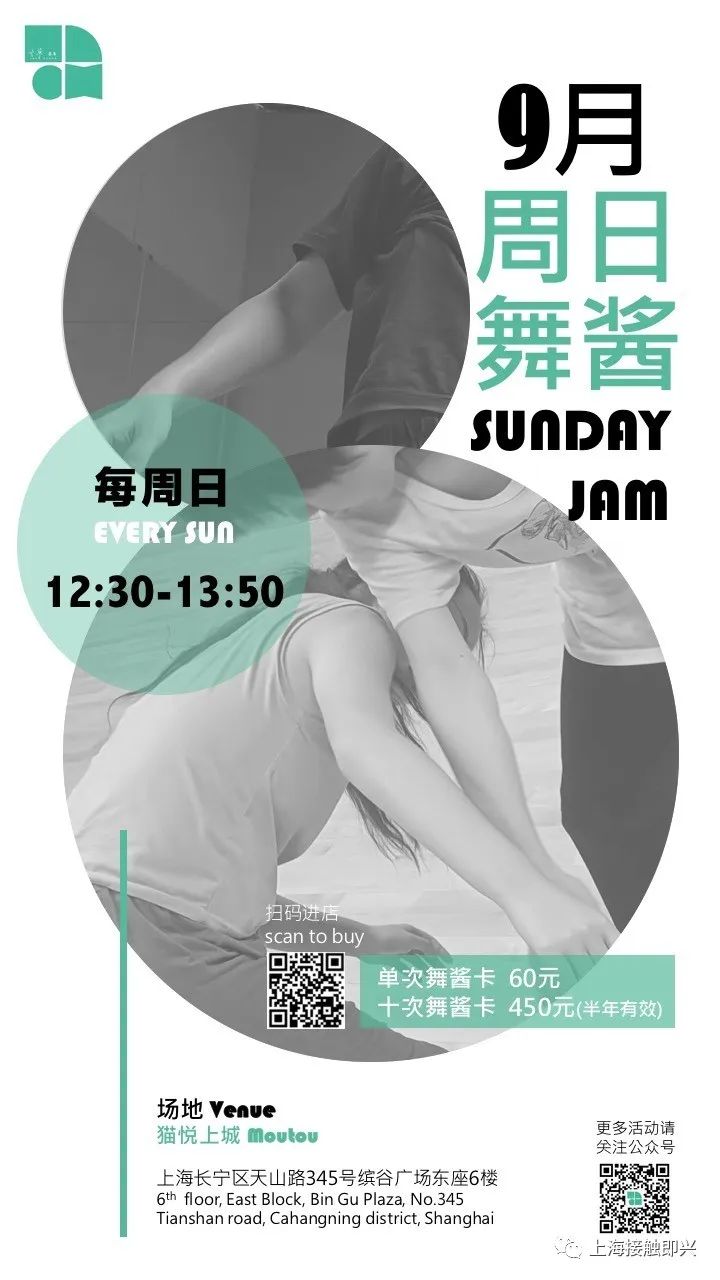 9月
周日
舞酱
SUNDAY
JAM
每周日
EVERY SUN
12:30-13:50
扫码进店
scan to buy
单次舞酱卡 60元
十次舞酱卡 450元(半年有效)
场地 Venue
猫悦上城 Moutou
上海长宁区天山路345号缤谷广场东座6楼
6th floor, East Block, Bin Gu Plaza, No.345
Tianshan road, Cahangning district, Shanghai
更多活动请
关注公众号
上海接触即兴